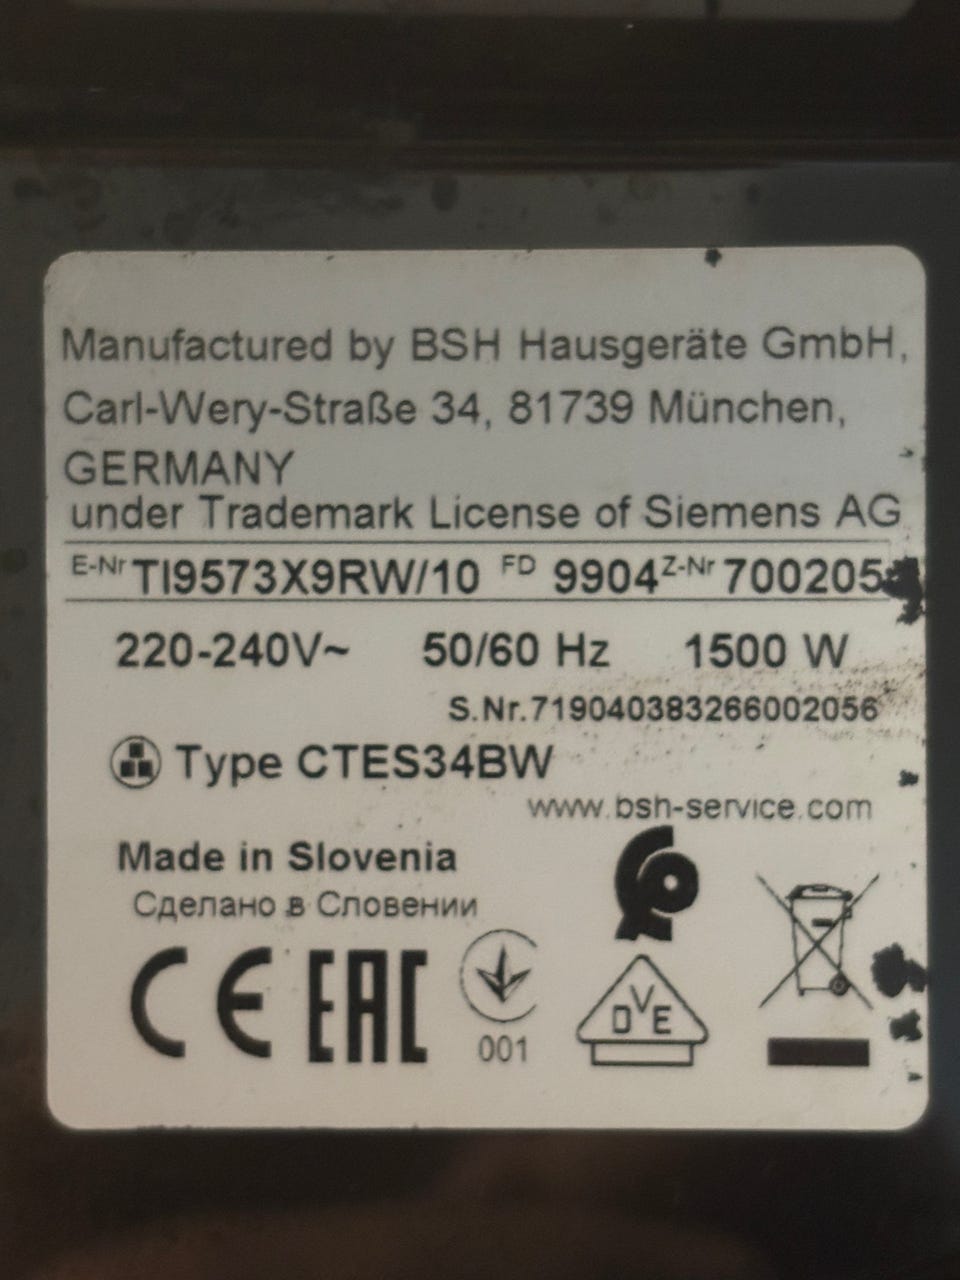 Manufactured by BSH Hausgeräte GmbH,
Carl-Wery-Straße 34, 81739 München,
GERMANY
under Trademark License of Siemens AG
E-Nr TI9573X9RW/10 FD 9904 Z-Nr 700205
220-240V~ 50/60 Hz 1500 W
S.Nr.719040383266002056
Type CTES34BW
www.bsh-service.com
Made in Slovenia
Сделано в Словении
CE EAC
001
DVE